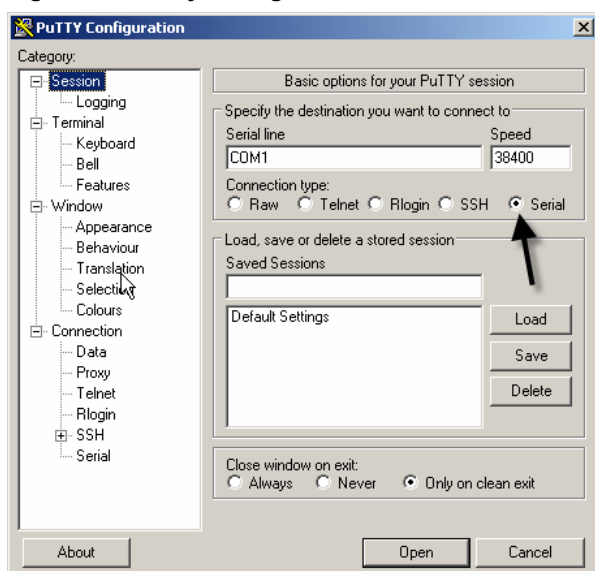 PuTTY Configuration
Category:
Session
Logging
Terminal
Keyboard
Bell
Features
Window
Appearance
Behaviour
Translation
Selection
Colours
Connection
Data
Proxy
Telnet
Rlogin
SSH
Serial
Basic options for your PuTTY session
Specify the destination you want to connect to
Serial line Speed
COM1 38400
Connection type:
Raw Telnet Rlogin SSH Serial
Load, save or delete a stored session
Saved Sessions
Default Settings
Load
Save
Delete
Close window on exit:
Always Never Only on clean exit
About Open Cancel